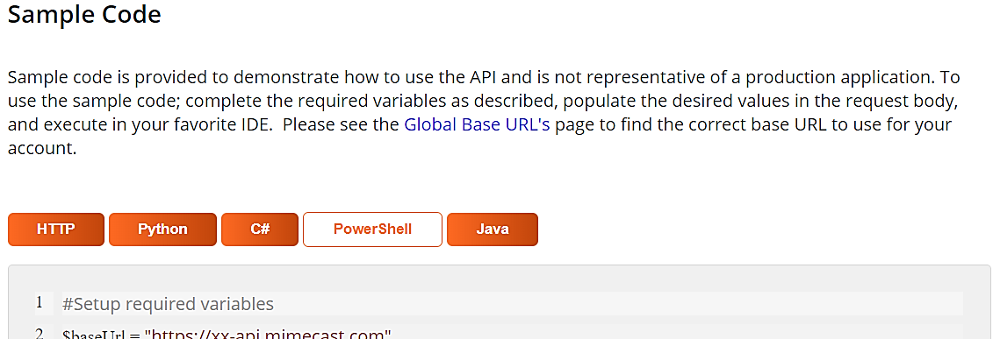 Sample Code
Sample code is provided to demonstrate how to use the API and is not representative of a production application. To
use the sample code; complete the required variables as described, populate the desired values in the request body,
and execute in your favorite IDE.  Please see the Global Base URL's page to find the correct base URL to use for your
account.
HTTP Python C# PowerShell Java
1 #Setup required variables
2 $baseUrl = "https://xx-api.mimecast.com"